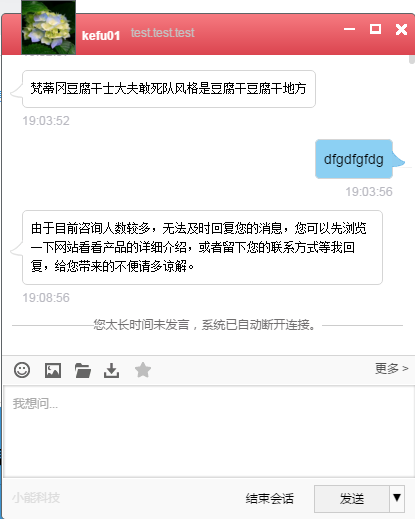 kefu01 test.test.test
梵蒂冈豆腐干士大夫敢死队风格是豆腐干豆腐干地方
19:03:52
dfgdfgfdg
19:03:56
由于目前咨询人数较多，无法及时回复您的消息，您可以先浏览
一下网站看看产品的详细介绍，或者留下您的联系方式等我回
复，给您带来的不便请多谅解。
19:08:56
您太长时间未发言，系统已自动断开连接。
更多 >
我想问...
小能科技 结束会话 发送